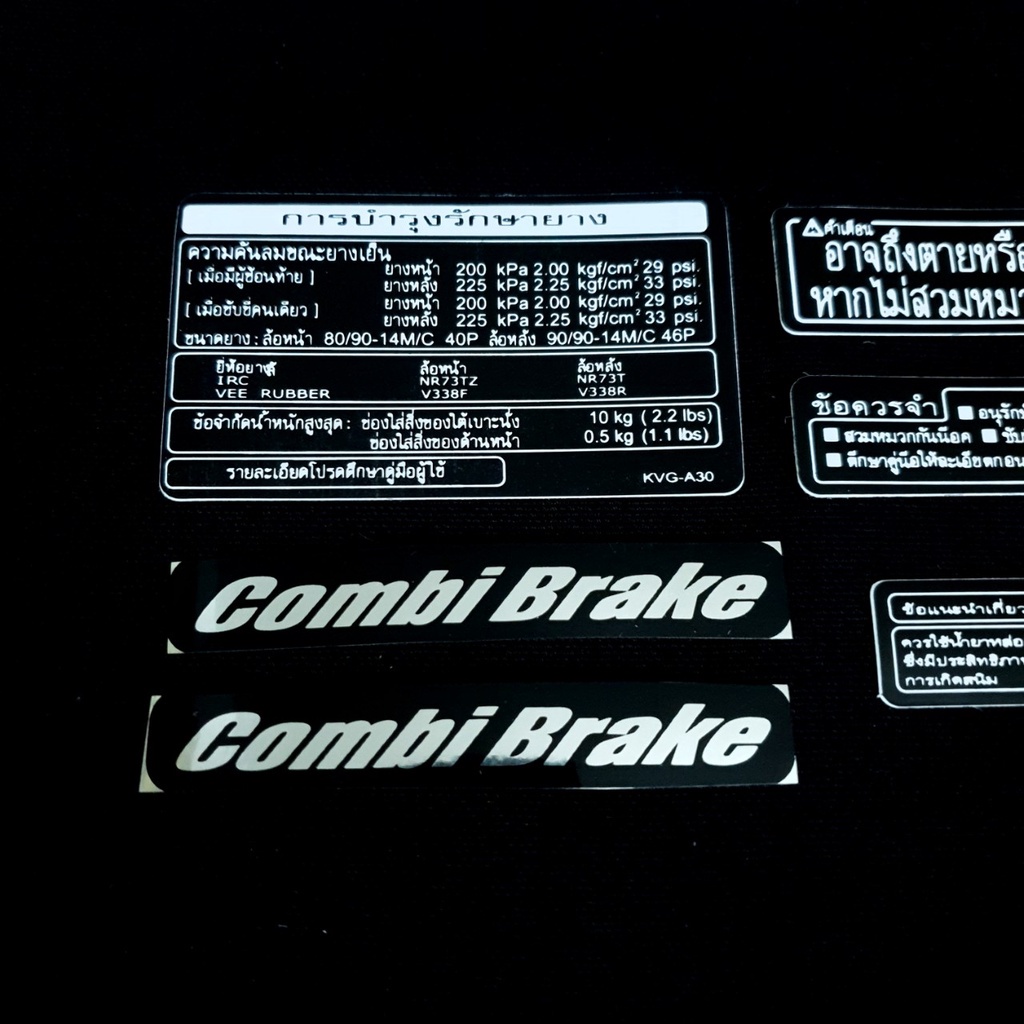 การบำรุงรักษายาง
ความดันลมขณะยางเย็น
[ เมื่อมีผู้ซ้อนท้าย ] ยางหน้า 200 kPa 2.00 kgf/cm² 29 psi.
ยางหลัง 225 kPa 2.25 kgf/cm² 33 psi.
[ เมื่อขับขี่คนเดียว ] ยางหน้า 200 kPa 2.00 kgf/cm² 29 psi.
ยางหลัง 225 kPa 2.25 kgf/cm² 33 psi.
ขนาดยาง : ล้อหน้า 80/90-14M/C 40P ล้อหลัง 90/90-14M/C 46P
ยี่ห้อยาง ล้อหน้า ล้อหลัง
IRC NR73TZ NR73T
VEE RUBBER V338F V338R
ข้อจำกัดน้ำหนักสูงสุด : ช่องใส่สิ่งของใต้เบาะนั่ง 10 kg ( 2.2 lbs)
ช่องใส่สิ่งของด้านหน้า 0.5 kg (1.1 lbs)
รายละเอียดโปรดศึกษาคู่มือผู้ใช้ KVG-A30
คำเตือน
อาจถึงตายหรือ
หากไม่สวมหมว
ข้อควรจำ
อนุรัก
สวมหมวกกันน็อค ขับ
ศึกษาคู่มือให้ละเอียดก่อน
Combi Brake
Combi Brake
ข้อแนะนำเกี่ยว
ควรใช้น้ำยาหล่อ
ซึ่งมีประสิทธิภาพ
การเกิดสนิม